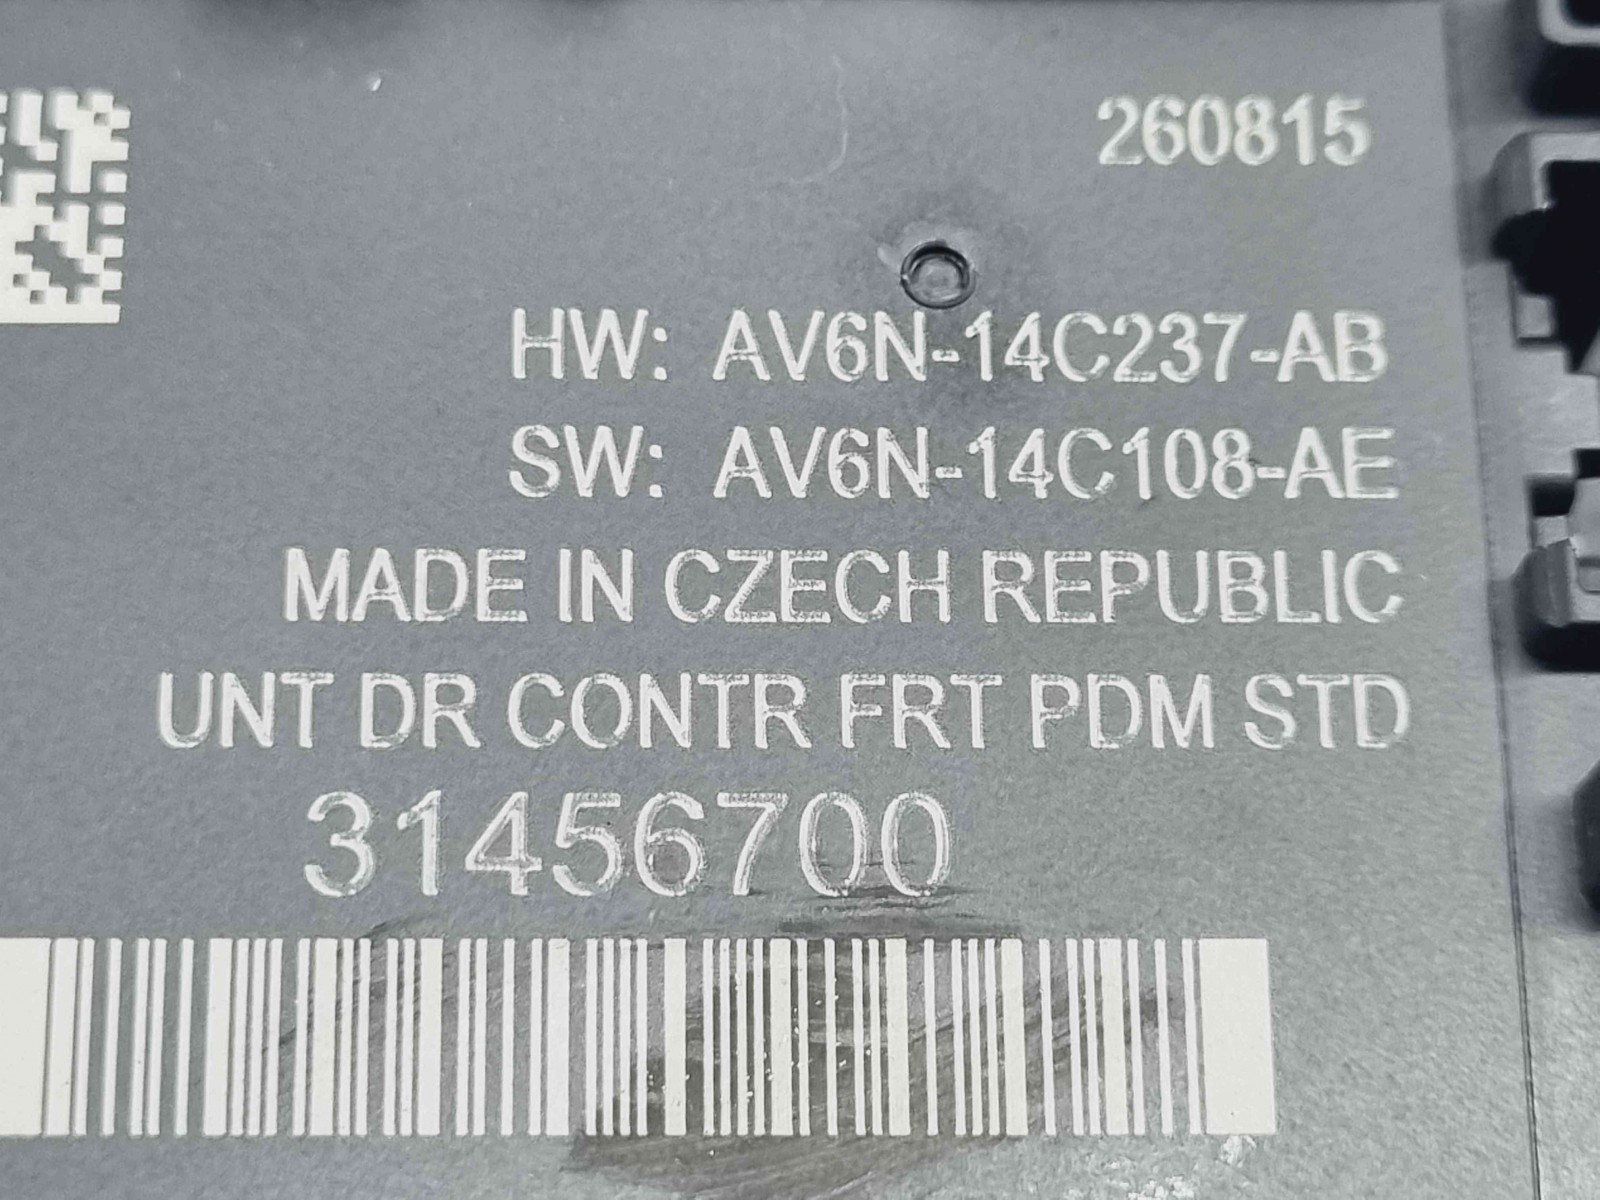 260815
HW: AV6N-14C237-AB
SW: AV6N-14C108-AE
MADE IN CZECH REPUBLIC
UNT DR CONTR FRT PDM STD
31456700